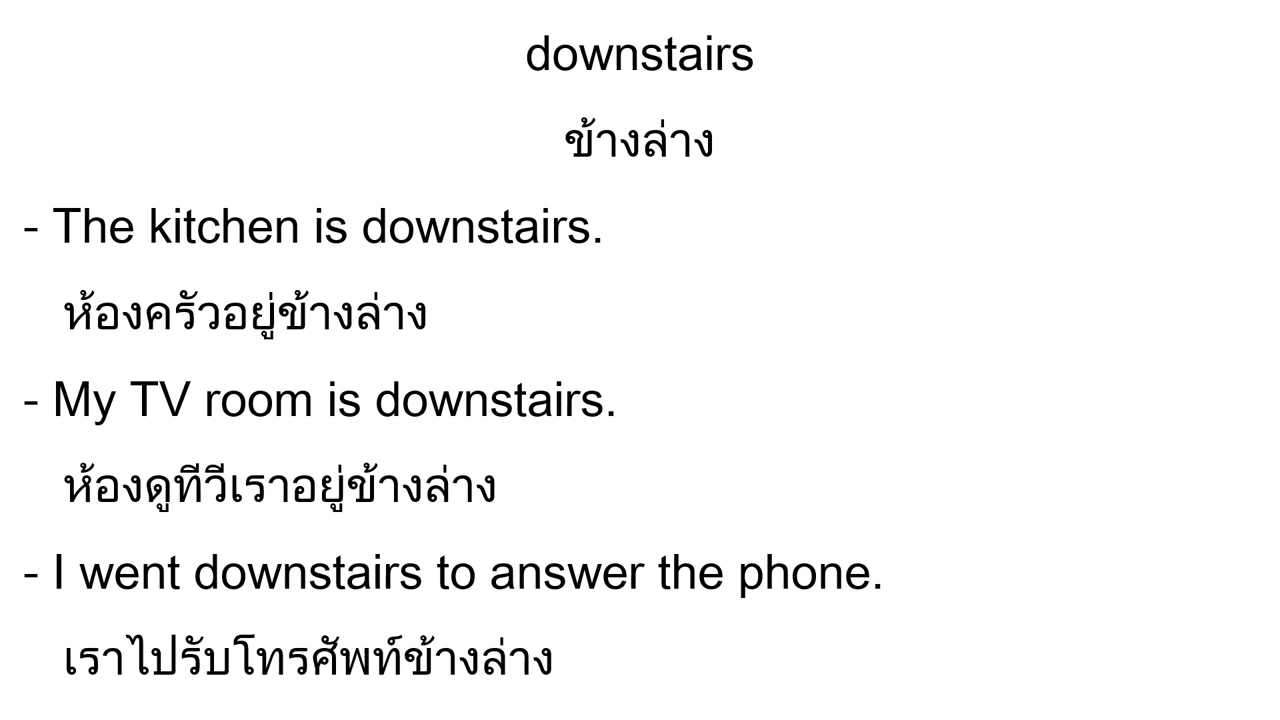 downstairs
ข้างล่าง
- The kitchen is downstairs.
ห้องครัวอยู่ข้างล่าง
- My TV room is downstairs.
ห้องดูทีวีเราอยู่ข้างล่าง
- I went downstairs to answer the phone.
เราไปรับโทรศัพท์ข้างล่าง